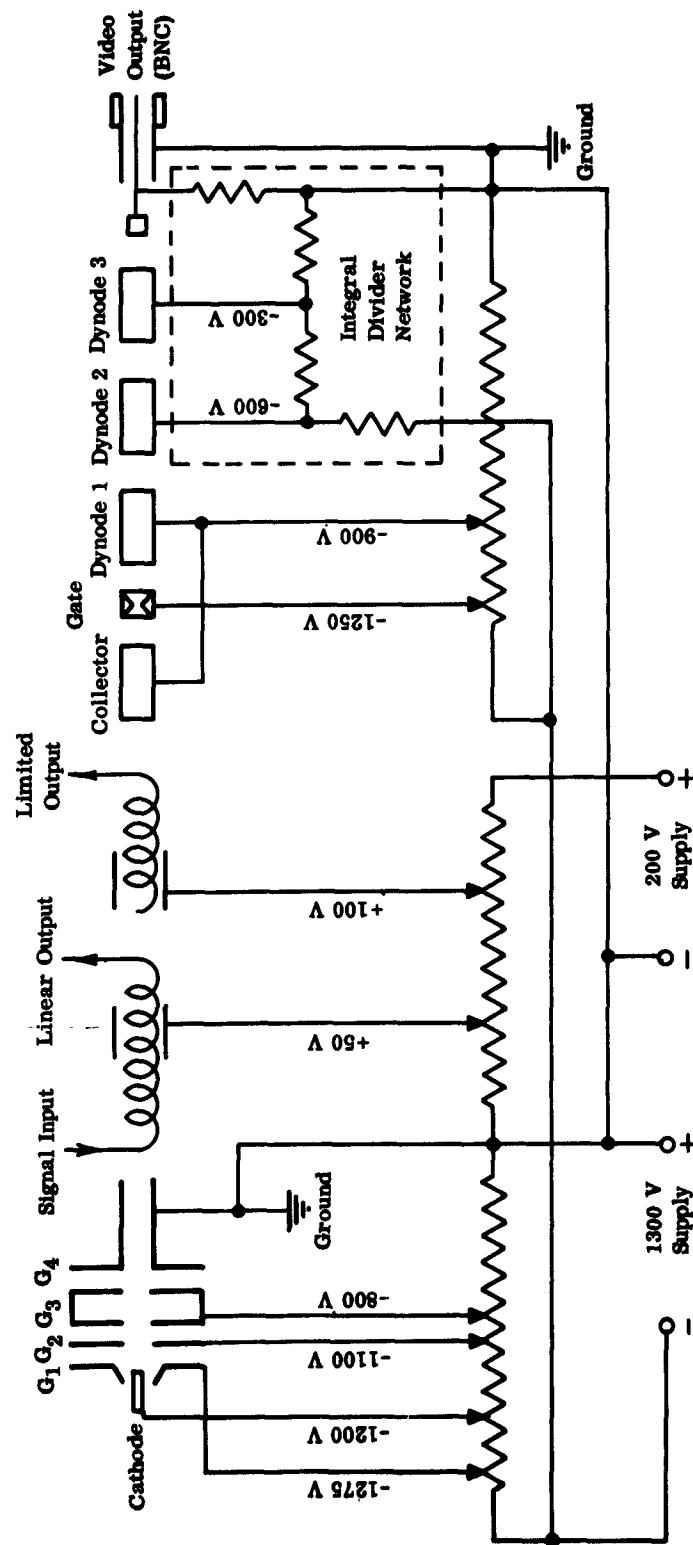 Cathode
G1
G2
G3
G4
Signal Input
Linear Output
Limited
Output
Collector
Gate
Dynode 1
Dynode 2
Dynode 3
Video
Output
(BNC)
-1275 V
-1200 V
-1100 V
-800 V
Ground
+50 V
+100 V
-1250 V
-900 V
-600 V
-300 V
Integral
Divider
Network
Ground
-
1300 V
Supply
+
-
200 V
Supply
+